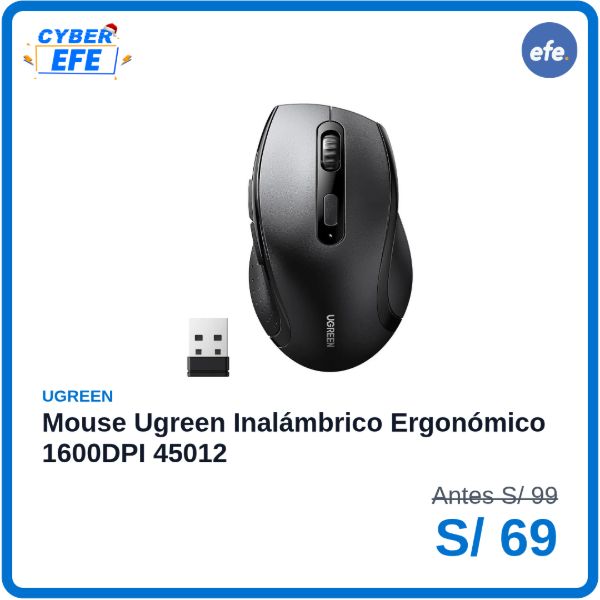 CYBER
EFE
efe.
UGREEN
UGREEN
Mouse Ugreen Inalámbrico Ergonómico
1600DPI 45012
Antes S/ 99
S/ 69